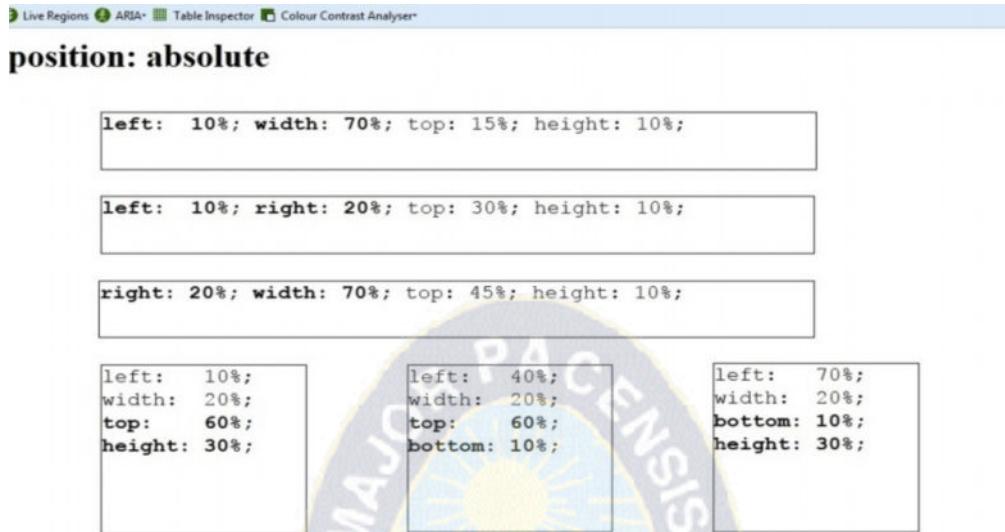 Live Regions ARIA Table Inspector Colour Contrast Analyser
position: absolute
left: 10%; width: 70%; top: 15%; height: 10%;
left: 10%; right: 20%; top: 30%; height: 10%;
right: 20%; width: 70%; top: 45%; height: 10%;
left: 10%;
width: 20%;
top: 60%;
height: 30%;
left: 40%;
width: 20%;
top: 60%;
bottom: 10%;
left: 70%;
width: 20%;
bottom: 10%;
height: 30%;
MAJOR PACENSIS